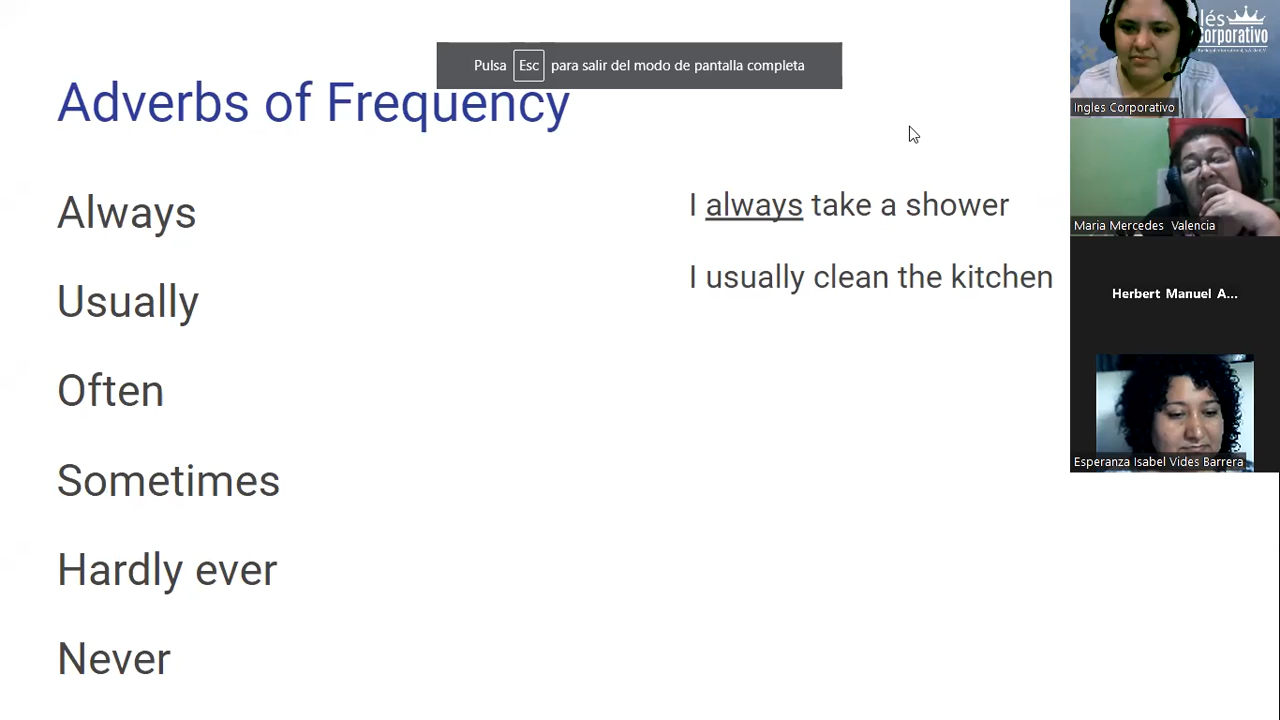 Pulsa Esc para salir del modo de pantalla completa
Adverbs of Frequency
Always
Usually
Often
Sometimes
Hardly ever
Never
I always take a shower
I usually clean the kitchen
lés
Corporativo
Ingles Corporativo
Maria Mercedes Valencia
Herbert Manuel A...
Esperanza Isabel Vides Barrera